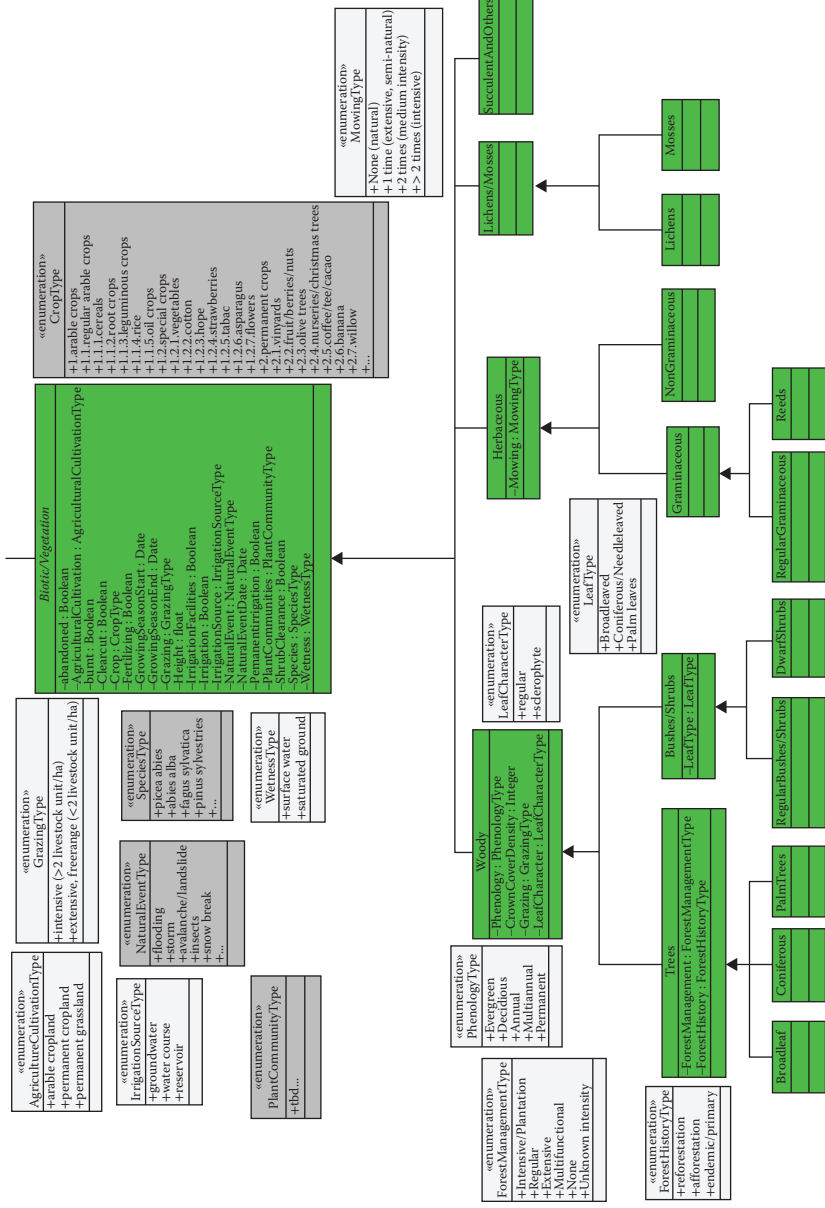 «enumeration»
AgricultureCultivationType
+arable cropland
+permanent cropland
+permanent grassland
«enumeration»
GrazingType
+intensive (>2 livestock unit/ha)
+extensive, freerange (<2 livestock unit/ha)
Biotic/Vegetation
–abandoned : Boolean
–AgriculturalCultivation : AgriculturalCultivationType
–burnt : Boolean
–Clearcut : Boolean
–Crop : CropType
–Fertilizing : Boolean
–GrowingSeasonStart : Date
–GrowingSeasonEnd : Date
–Grazing : GrazingType
–Height : float
–IrrigationFacilities : Boolean
–Irrigation : Boolean
–IrrigationSource : IrrigationSourceType
–NaturalEvent : NaturalEventType
–NaturalEventDate : Date
–PemanentIrrigation : Boolean
–PlantCommunities : PlantCommunityType
–ShrubClearance : Boolean
–Species : SpeciesType
–Wetness : WetnessType
«enumeration»
CropType
+1.arable crops
+1.1.regular arable crops
+1.1.1.cereals
+1.1.2.root crops
+1.1.3.leguminous crops
+1.1.4.rice
+1.1.5.oil crops
+1.2.special crops
+1.2.1.vegetables
+1.2.2.cotton
+1.2.3.hope
+1.2.4.strawberries
+1.2.5.tabac
+1.2.6.asparagus
+1.2.7.flowers
+2.permanent crops
+2.1.vinyards
+2.2.fruit/berries/nuts
+2.3.olive trees
+2.4.nurseries/christmas trees
+2.5.coffee/tee/cacao
+2.6.banana
+2.7.willow
+...
«enumeration»
IrrigationSourceType
+groundwater
+water course
+reservoir
«enumeration»
NaturalEventType
+flooding
+storm
+avalanche/landslide
+insects
+snow break
+...
«enumeration»
SpeciesType
+picea abies
+abies alba
+fagus sylvatica
+pinus sylvestries
+...
«enumeration»
PlantCommunityType
+tbd...
«enumeration»
WetnessType
+surface water
+saturated ground
«enumeration»
MowingType
+None (natural)
+1 time (extensive, semi-natural)
+2 times (medium intensity)
+> 2 times (intensive)
«enumeration»
PhenologyType
+Evergreen
+Decidious
+Annual
+Multiannual
+Permanent
Woody
–Phenology : PhenologyType
–CrownCoverDensity : Integer
–Grazing : GrazingType
–LeafCharacter : LeafCharacterType
«enumeration»
LeafCharacterType
+regular
+sderophyte
Herbaceous
–Mowing : MowingType
Lichens/Mosses
SucculentAndOthers
«enumeration»
ForestManagementType
+Intensive/Plantation
+Regular
+Extensive
+Multifunctional
+None
+Unknown intensity
«enumeration»
LeafType
+Broadleaved
+Coniferous/Needleleaved
+Palm leaves
«enumeration»
ForestHistoryType
+reforestation
+afforestation
+endemic/primary
Trees
–ForestManagement : ForestManagementType
–ForestHistory : ForestHistoryType
Bushes/Shrubs
–LeafType : LeafType
Graminaceous
NonGraminaceous
Lichens
Mosses
Broadleaf
Coniferous
PalmTrees
RegularBushes/Shrubs
DwarfShrubs
RegularGraminaceous
Reeds